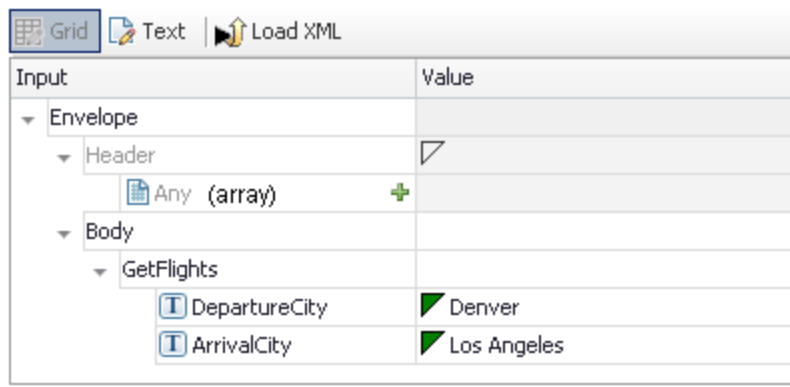 Grid Text Load XML
Input Value
Envelope
Header
Any (array)
Body
GetFlights
T DepartureCity Denver
T ArrivalCity Los Angeles